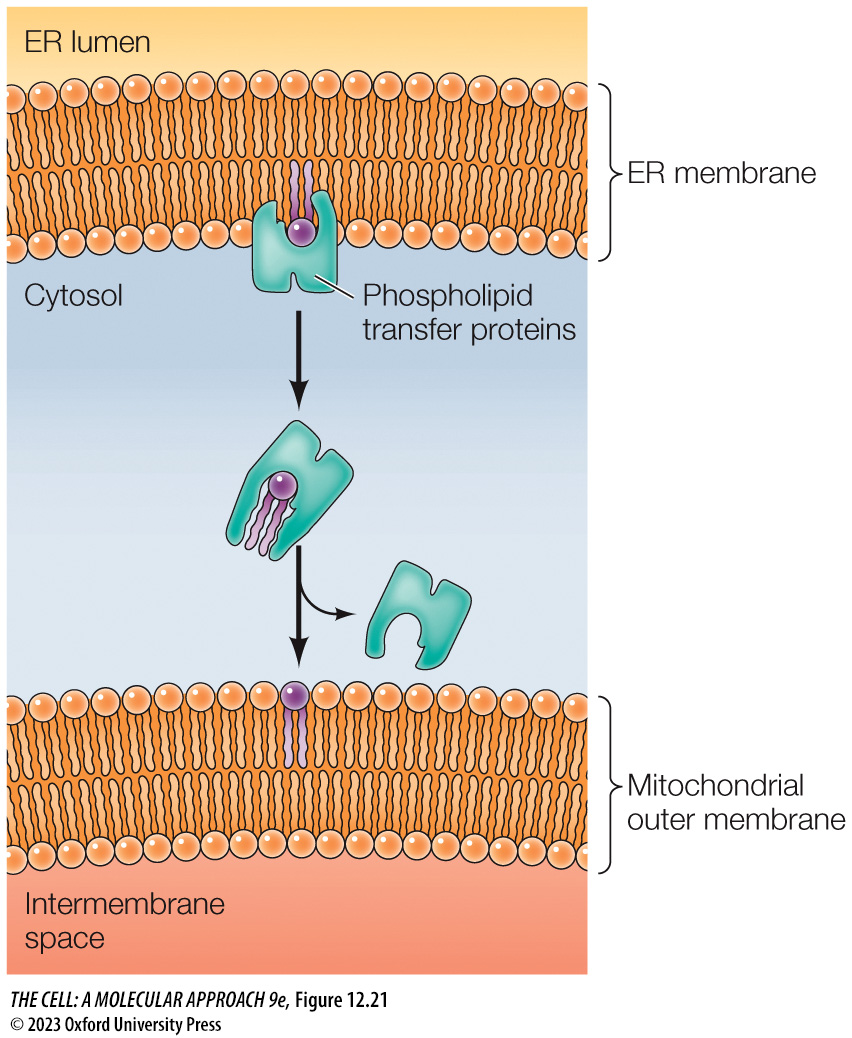 ER lumen
ER membrane
Cytosol
Phospholipid
transfer proteins
Mitochondrial
outer membrane
Intermembrane
space
THE CELL: A MOLECULAR APPROACH 9e, Figure 12.21
© 2023 Oxford University Press